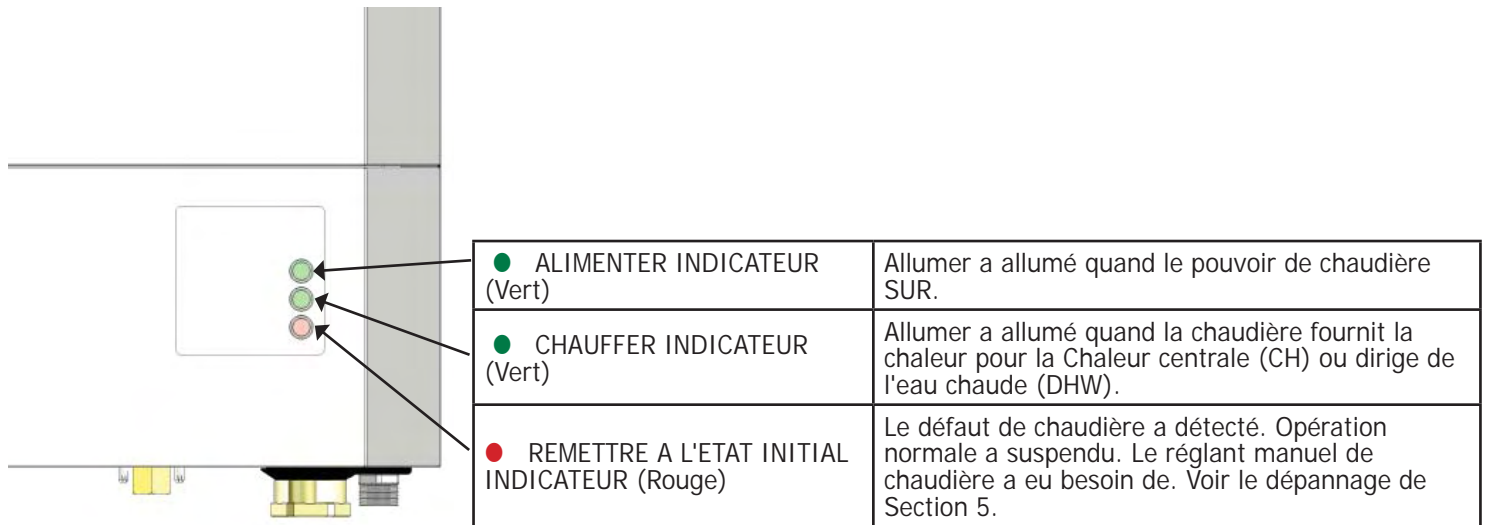 ● ALIMENTER INDICATEUR
(Vert)
Allumer a allumé quand le pouvoir de chaudière
SUR.
● CHAUFFER INDICATEUR
(Vert)
Allumer a allumé quand la chaudière fournit la
chaleur pour la Chaleur centrale (CH) ou dirige de
l'eau chaude (DHW).
● REMETTRE A L'ETAT INITIAL
INDICATEUR (Rouge)
Le défaut de chaudière a détecté. Opération
normale a suspendu. Le réglant manuel de
chaudière a eu besoin de. Voir le dépannage de
Section 5.